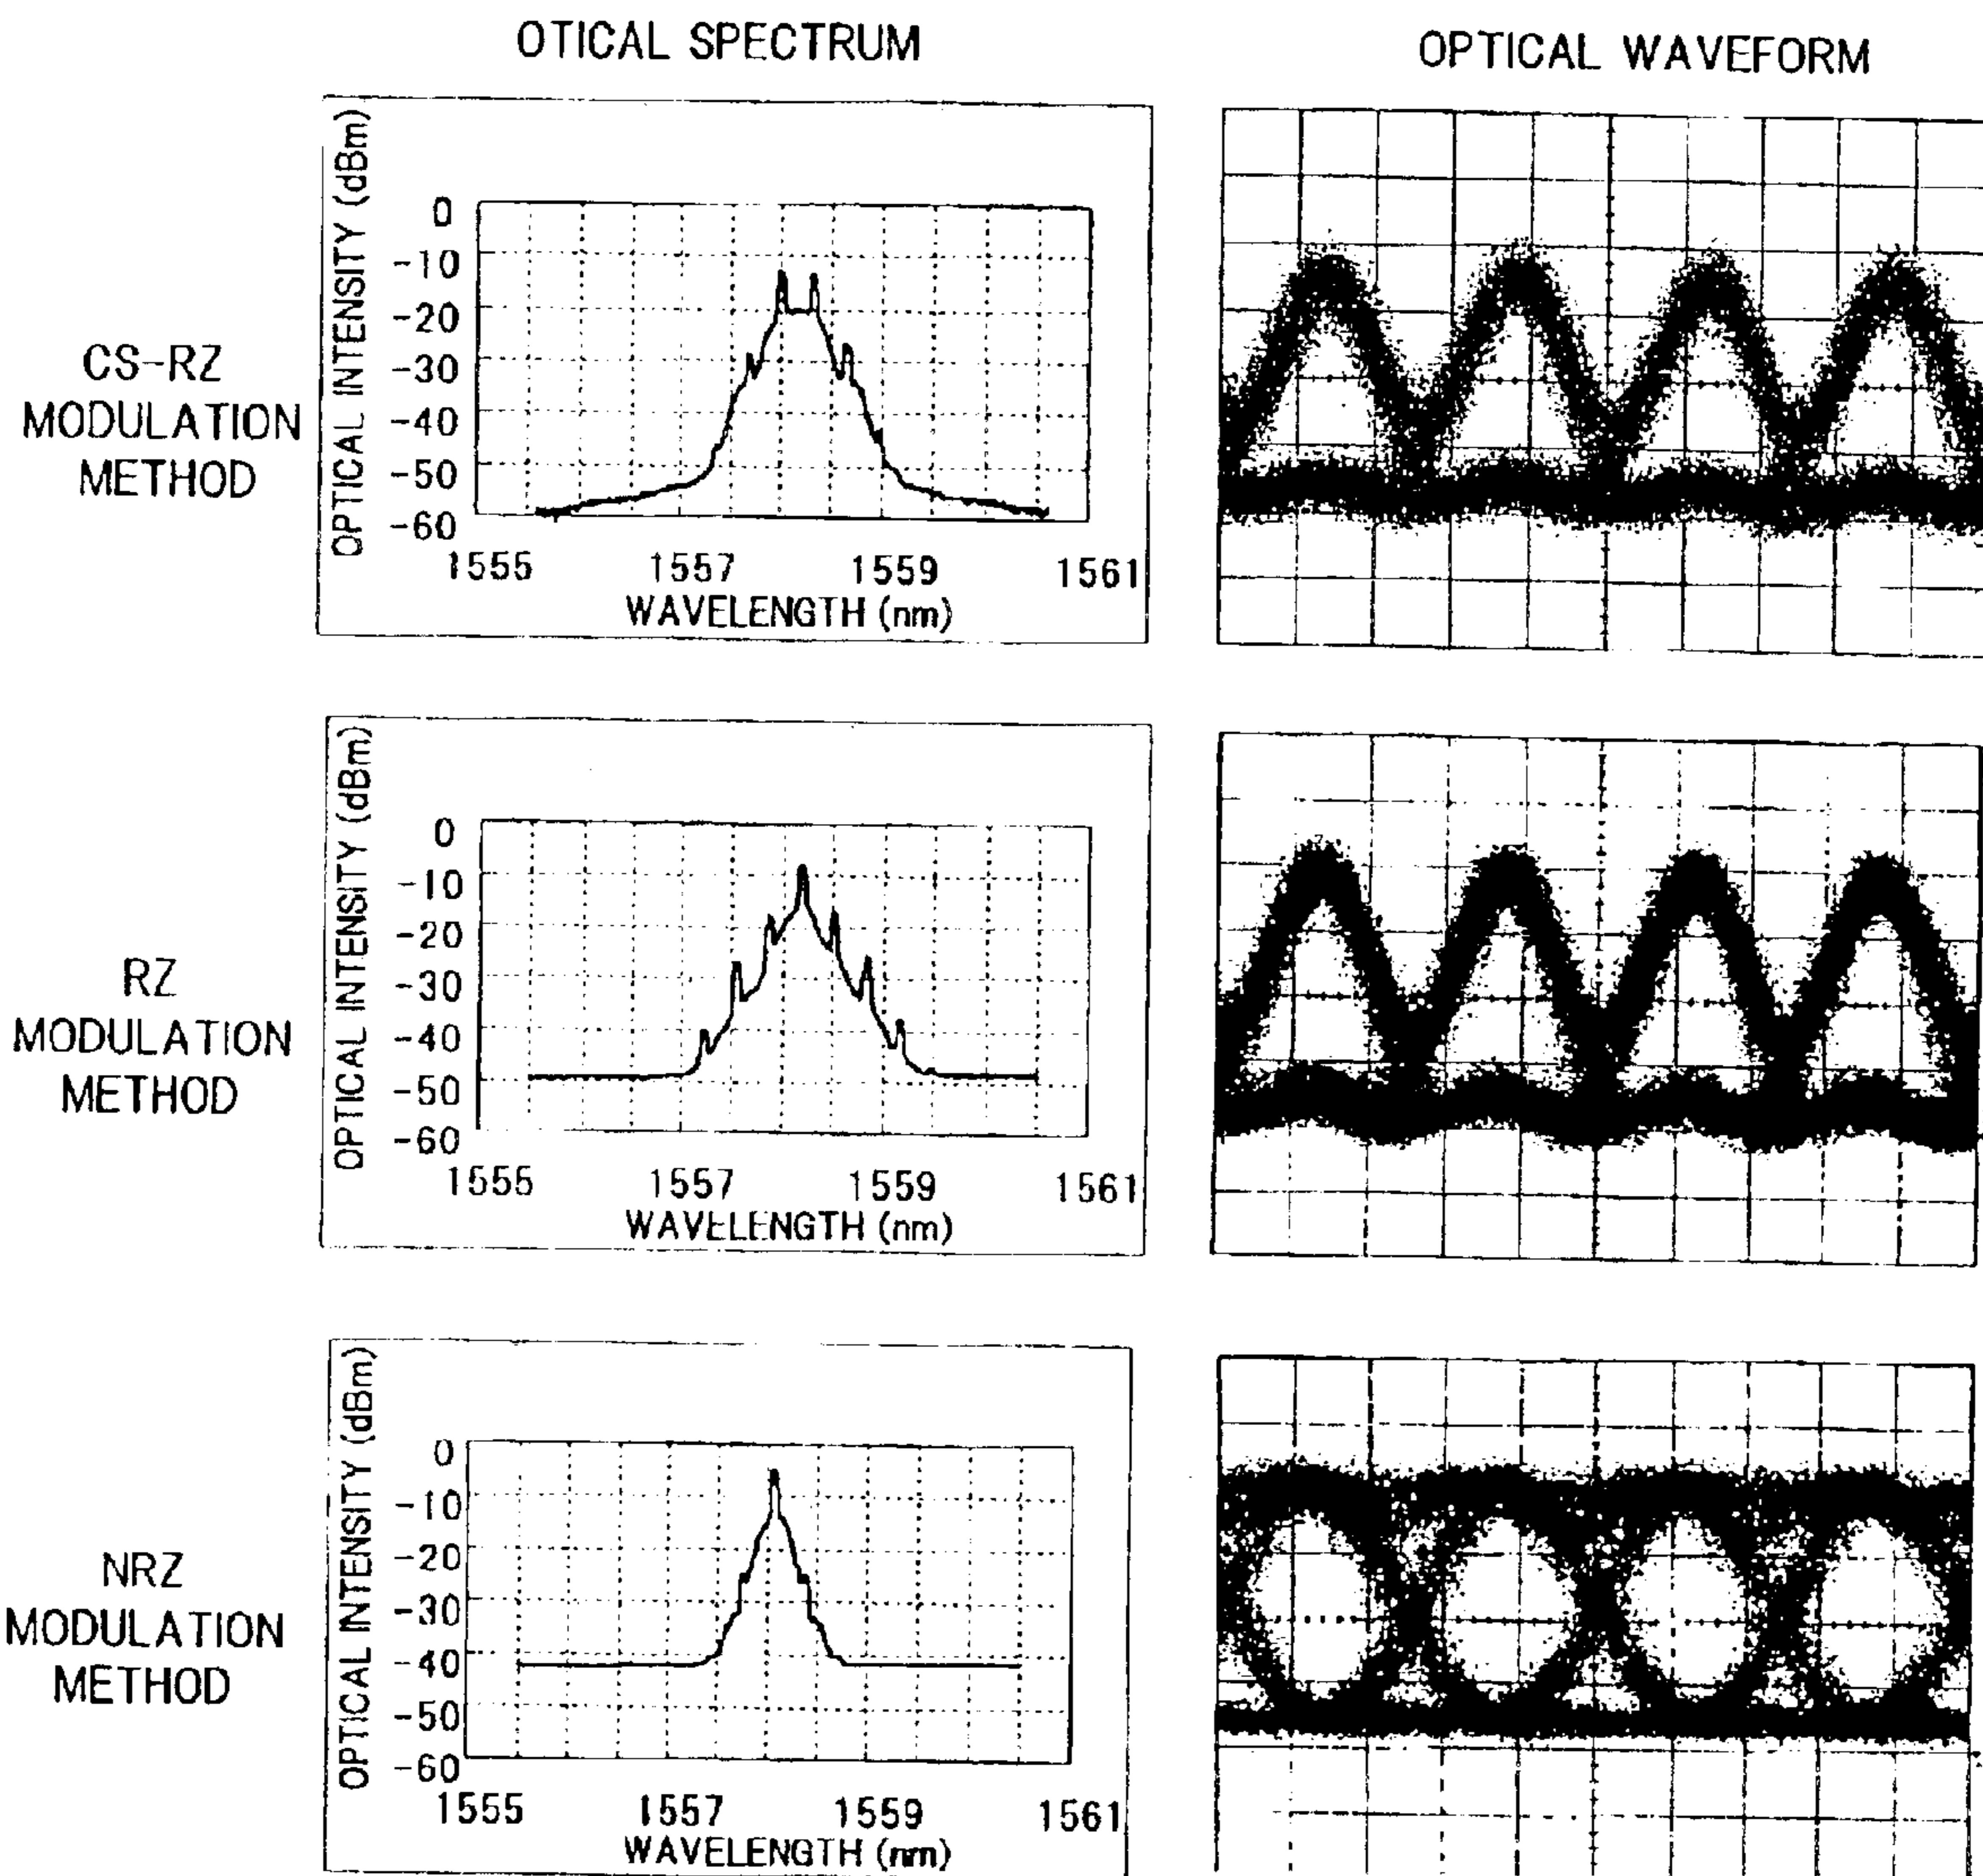 OTICAL SPECTRUM
OPTICAL WAVEFORM
CS-RZ
MODULATION
METHOD
OPTICAL INTENSITY (dBm)
0
-10
-20
-30
-40
-50
-60
1555 1557 1559 1561
WAVELENGTH (nm)
RZ
MODULATION
METHOD
OPTICAL INTENSITY (dBm)
0
-10
-20
-30
-40
-50
-60
1555 1557 1559 1561
WAVELENGTH (nm)
NRZ
MODULATION
METHOD
OPTICAL INTENSITY (dBm)
0
-10
-20
-30
-40
-50
-60
1555 1557 1559 1561
WAVELENGTH (nm)